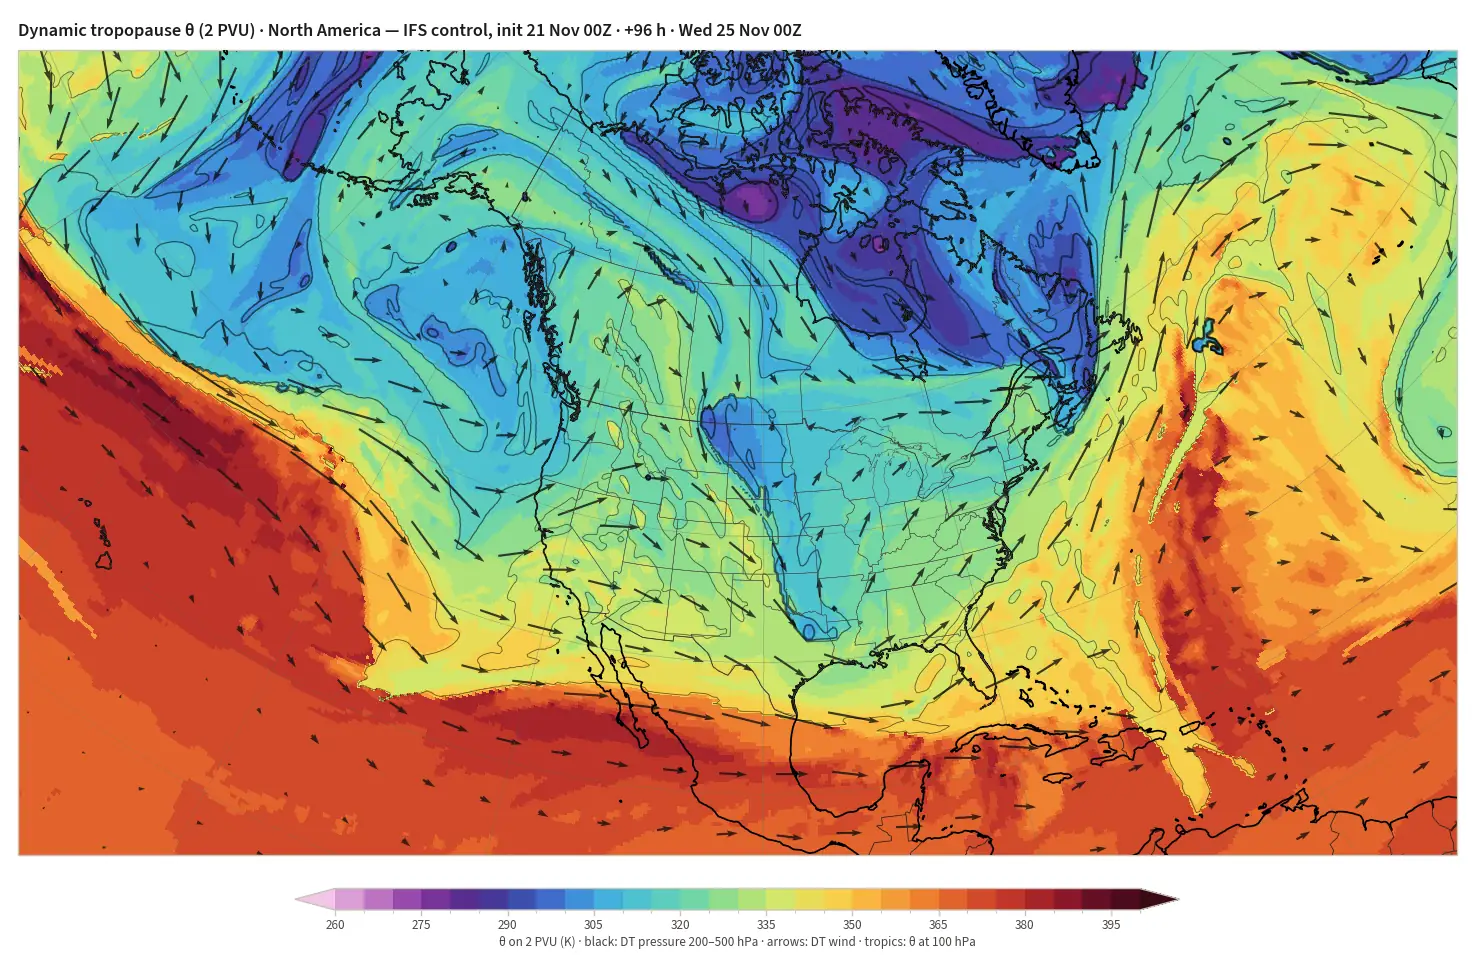 Dynamic tropopause θ (2 PVU) · North America — IFS control, init 21 Nov 00Z · +96 h · Wed 25 Nov 00Z
260 275 290 305 320 335 350 365 380 395
θ on 2 PVU (K) · black: DT pressure 200–500 hPa · arrows: DT wind · tropics: θ at 100 hPa